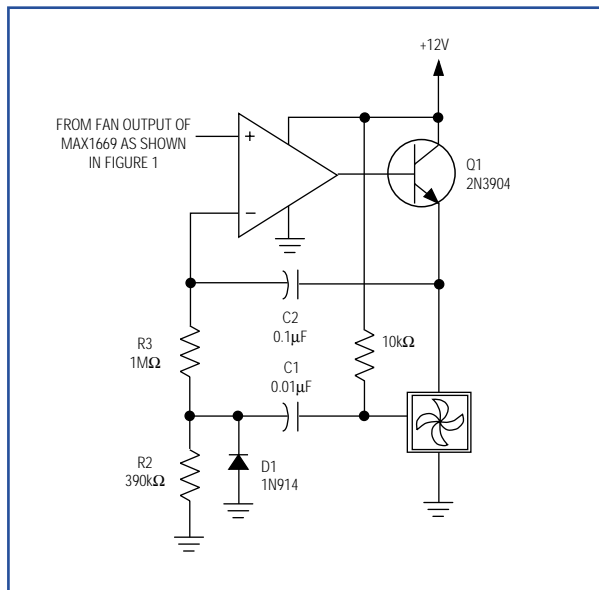 +12V
FROM FAN OUTPUT OF
MAX1669 AS SHOWN
IN FIGURE 1
+
Q1
2N3904
−
C2
0.1μF
R3
1MΩ
10kΩ
C1
0.01μF
R2
390kΩ
D1
1N914